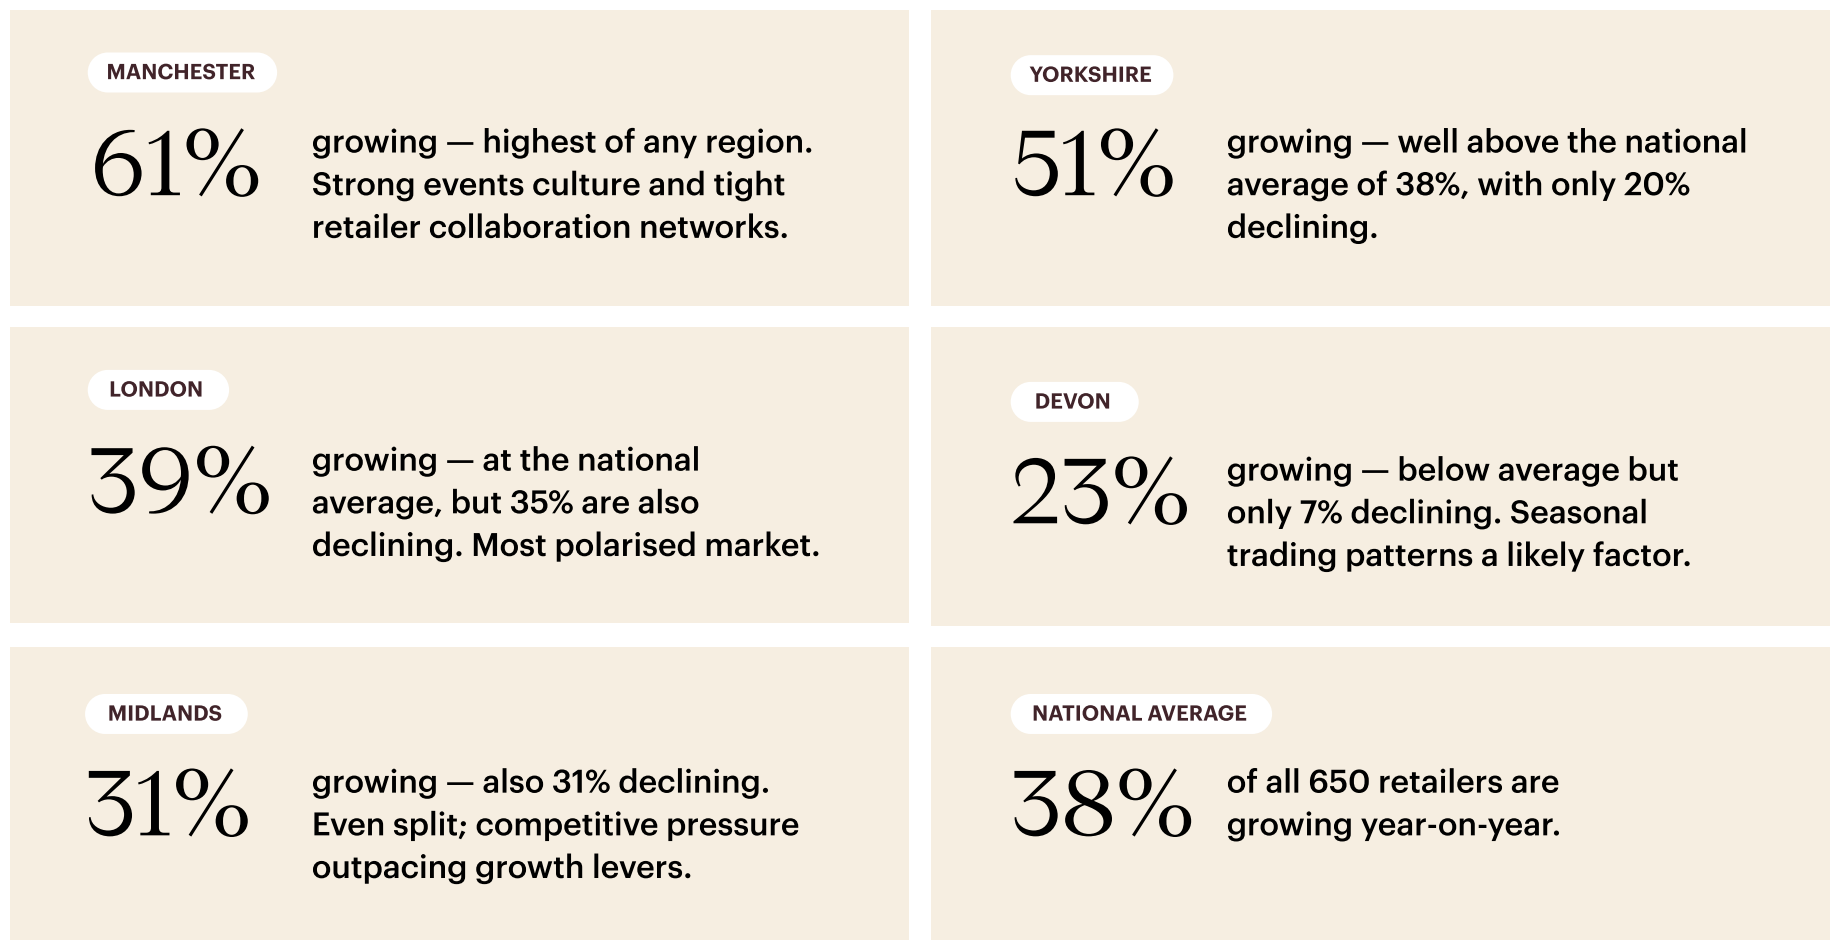 MANCHESTER
61%
growing — highest of any region.
Strong events culture and tight
retailer collaboration networks.
YORKSHIRE
51%
growing — well above the national
average of 38%, with only 20%
declining.
LONDON
39%
growing — at the national
average, but 35% are also
declining. Most polarised market.
DEVON
23%
growing — below average but
only 7% declining. Seasonal
trading patterns a likely factor.
MIDLANDS
31%
growing — also 31% declining.
Even split; competitive pressure
outpacing growth levers.
NATIONAL AVERAGE
38%
of all 650 retailers are
growing year-on-year.